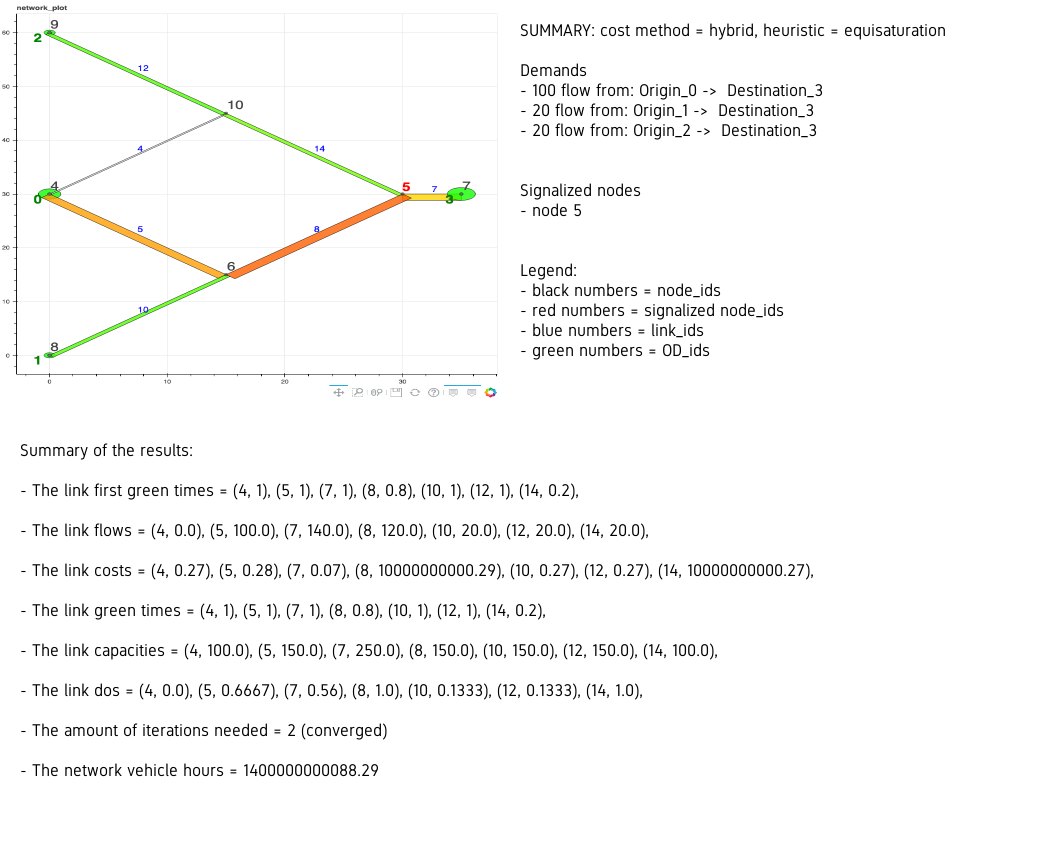 network_plot
SUMMARY: cost method = hybrid, heuristic = equisaturation
Demands
- 100 flow from: Origin_0 -> Destination_3
- 20 flow from: Origin_1 -> Destination_3
- 20 flow from: Origin_2 -> Destination_3
Signalized nodes
- node 5
Legend:
- black numbers = node_ids
- red numbers = signalized node_ids
- blue numbers = link_ids
- green numbers = OD_ids
60
50
40
30
20
10
0
9
2
12
10
4
14
4
0
5
7
7
3
5
8
6
10
8
1
0
10
20
30
Summary of the results:
- The link first green times = (4, 1), (5, 1), (7, 1), (8, 0.8), (10, 1), (12, 1), (14, 0.2),
- The link flows = (4, 0.0), (5, 100.0), (7, 140.0), (8, 120.0), (10, 20.0), (12, 20.0), (14, 20.0),
- The link costs = (4, 0.27), (5, 0.28), (7, 0.07), (8, 10000000000.29), (10, 0.27), (12, 0.27), (14, 10000000000.27),
- The link green times = (4, 1), (5, 1), (7, 1), (8, 0.8), (10, 1), (12, 1), (14, 0.2),
- The link capacities = (4, 100.0), (5, 150.0), (7, 250.0), (8, 150.0), (10, 150.0), (12, 150.0), (14, 100.0),
- The link dos = (4, 0.0), (5, 0.6667), (7, 0.56), (8, 1.0), (10, 0.1333), (12, 0.1333), (14, 1.0),
- The amount of iterations needed = 2 (converged)
- The network vehicle hours = 1400000000088.29